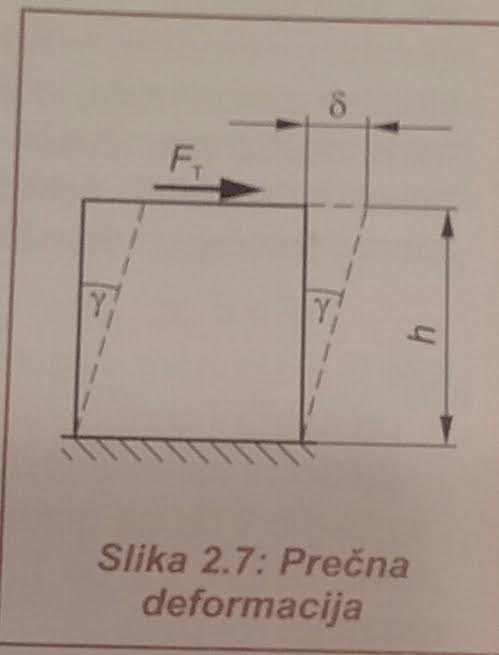 δ
F_T
γ
γ
h
Slika 2.7: Prečna
deformacija